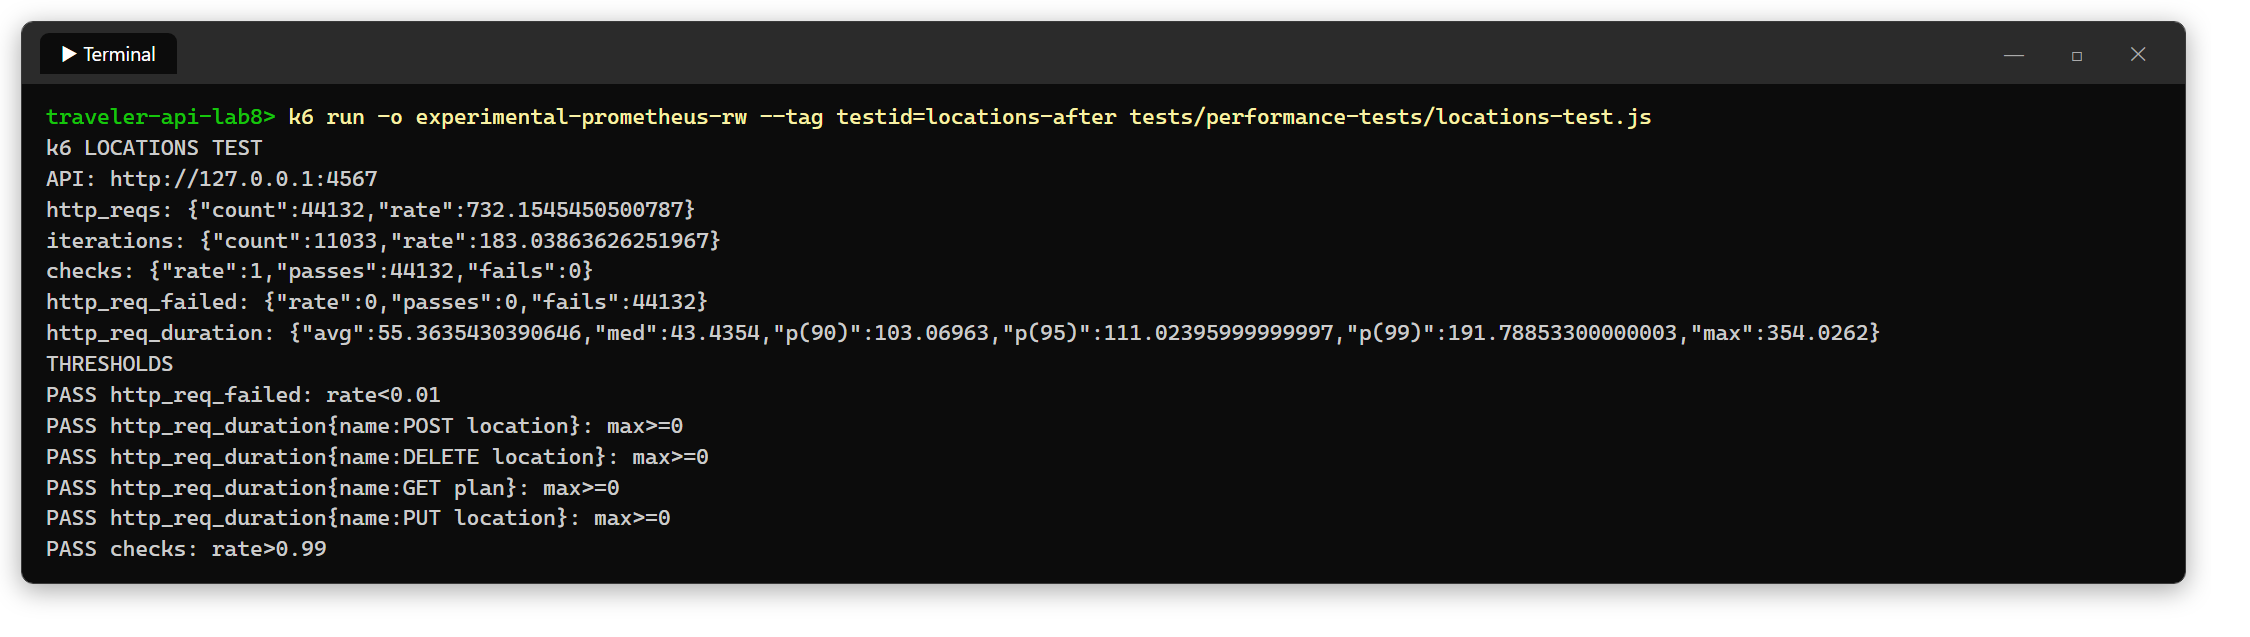 ▶ Terminal
traveler-api-lab8> k6 run -o experimental-prometheus-rw --tag testid=locations-after tests/performance-tests/locations-test.js
k6 LOCATIONS TEST
API: http://127.0.0.1:4567
http_reqs: {"count":44132,"rate":732.1545450500787}
iterations: {"count":11033,"rate":183.03863626251967}
checks: {"rate":1,"passes":44132,"fails":0}
http_req_failed: {"rate":0,"passes":0,"fails":44132}
http_req_duration: {"avg":55.3635430390646,"med":43.4354,"p(90)":103.06963,"p(95)":111.02395999999997,"p(99)":191.78853300000003,"max":354.0262}
THRESHOLDS
PASS http_req_failed: rate<0.01
PASS http_req_duration{name:POST location}: max>=0
PASS http_req_duration{name:DELETE location}: max>=0
PASS http_req_duration{name:GET plan}: max>=0
PASS http_req_duration{name:PUT location}: max>=0
PASS checks: rate>0.99